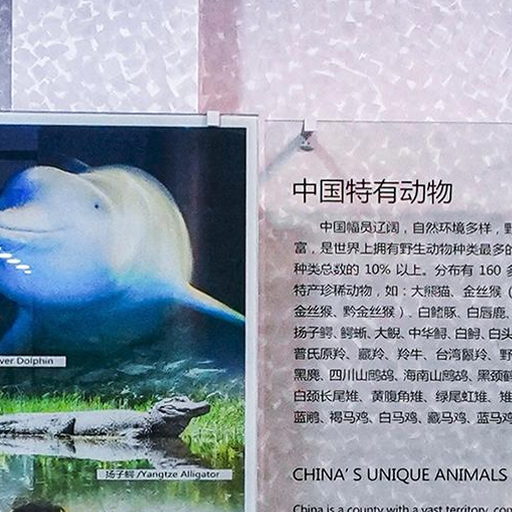 中国特有动物
中国幅员辽阔，自然环境多样，野
富，是世界上拥有野生动物种类最多的
种类总数的 10% 以上。分布有 160 多
特产珍稀动物，如：大熊猫、金丝猴（
金丝猴、黔金丝猴）、白鳍豚、白唇鹿、
扬子鳄、鳄蜥、大鲵、中华鲟、白鲟、白头
普氏原羚、藏羚、羚牛、台湾鬣羚、野
黑麂、四川山鹧鸪、海南山鹧鸪、黑颈鹤
白颈长尾雉、黄腹角雉、绿尾虹雉、雉
蓝鹇、褐马鸡、白马鸡、藏马鸡、蓝马鸡
ver Dolphin
扬子鳄 /Yangtze Alligator
CHINA' S UNIQUE ANIMALS
China is a county with a vast territory,